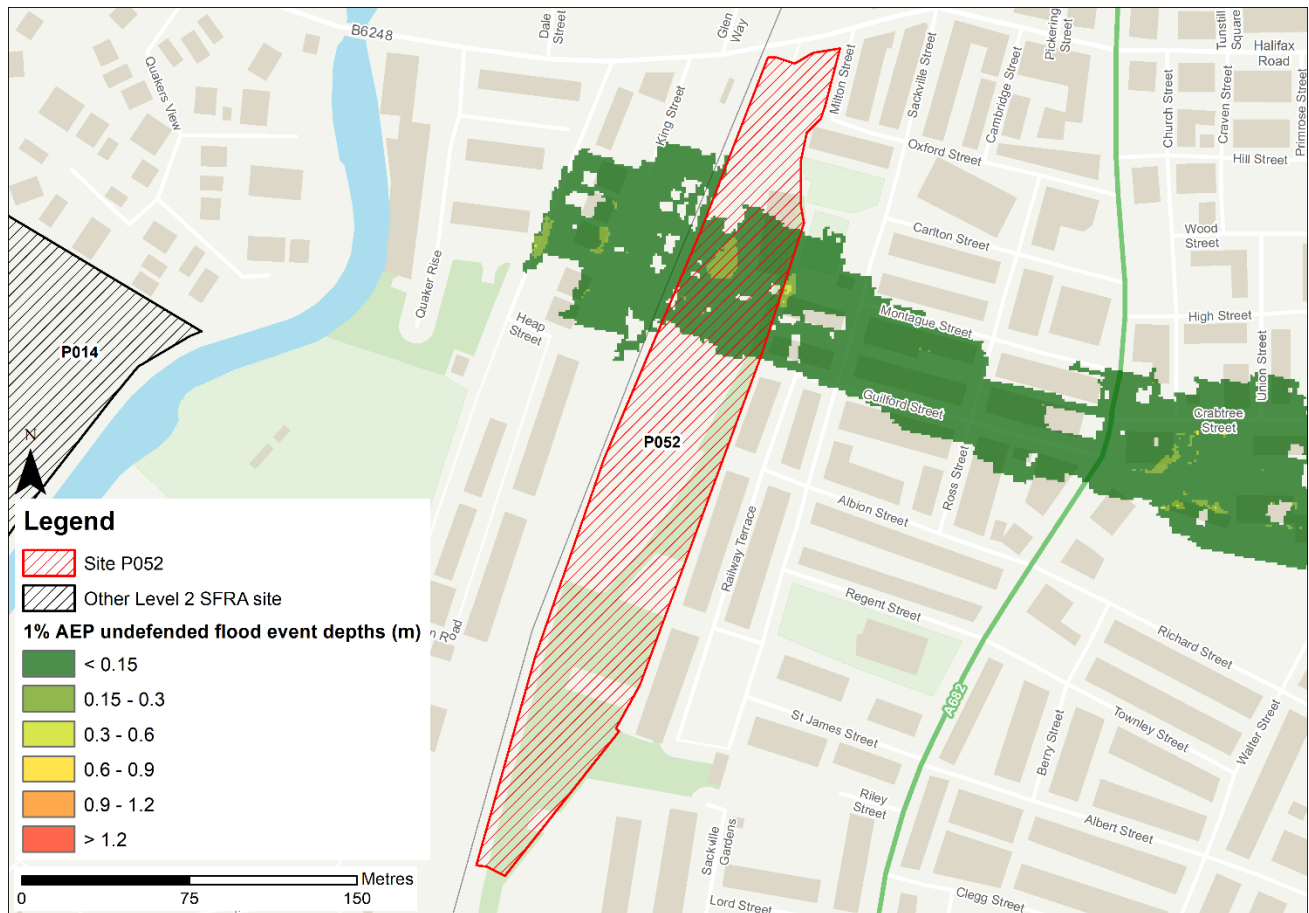 B6248
Dale
Street
Glen
Way
Pickering
Street
Tunstill
Square
Halifax
Road
Quakers View
King Street
Milton Street
Sackville Street
Cambridge Street
Church Street
Craven Street
Primrose Street
Oxford Street
Hill Street
Carlton Street
Wood
Street
Quaker Rise
Heap
Street
Montague Street
High Street
Union Street
P014
Guilford Street
Crabtree
Street
P052
N
Ross Street
Albion Street
Railway Terrace
Legend
Site P052
Other Level 2 SFRA site
1% AEP undefended flood event depths (m)
n Road
< 0.15
0.15 - 0.3
0.3 - 0.6
0.6 - 0.9
0.9 - 1.2
> 1.2
Regent Street
Richard Street
A682
St James Street
Berry Street
Townley Street
Walter Street
Riley
Street
Albert Street
Sackville
Gardens
Clegg Street
Lord Street
Metres
0
75
150